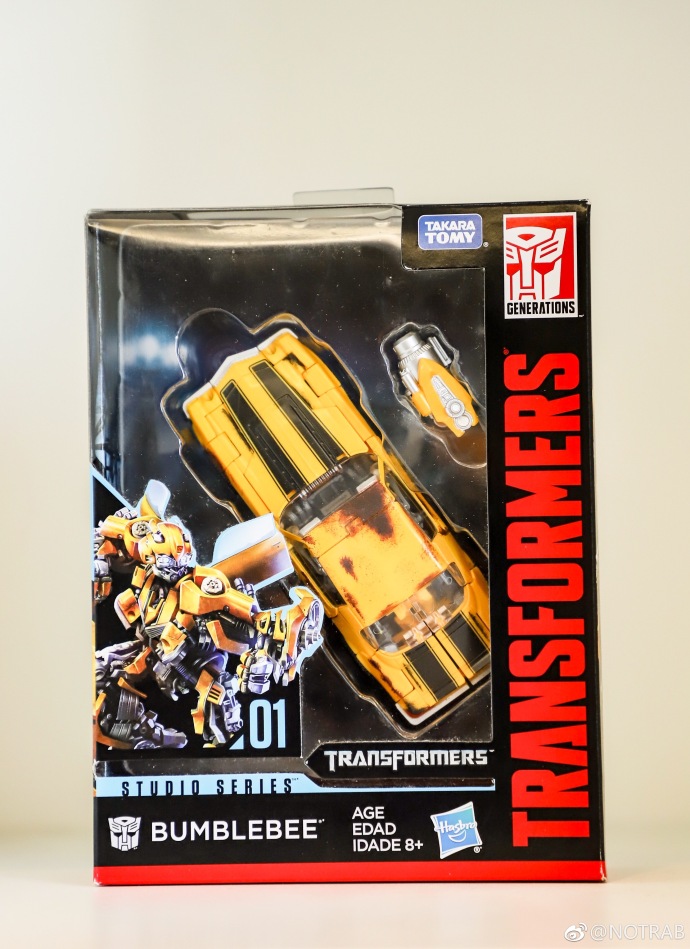 TAKARA
TOMY
GENERATIONS
TRANSFORMERS
01
TRANSFORMERS
STUDIO SERIES
BUMBLEBEE
AGE
EDAD
IDADE 8+
Hasbro
@NOTRAB